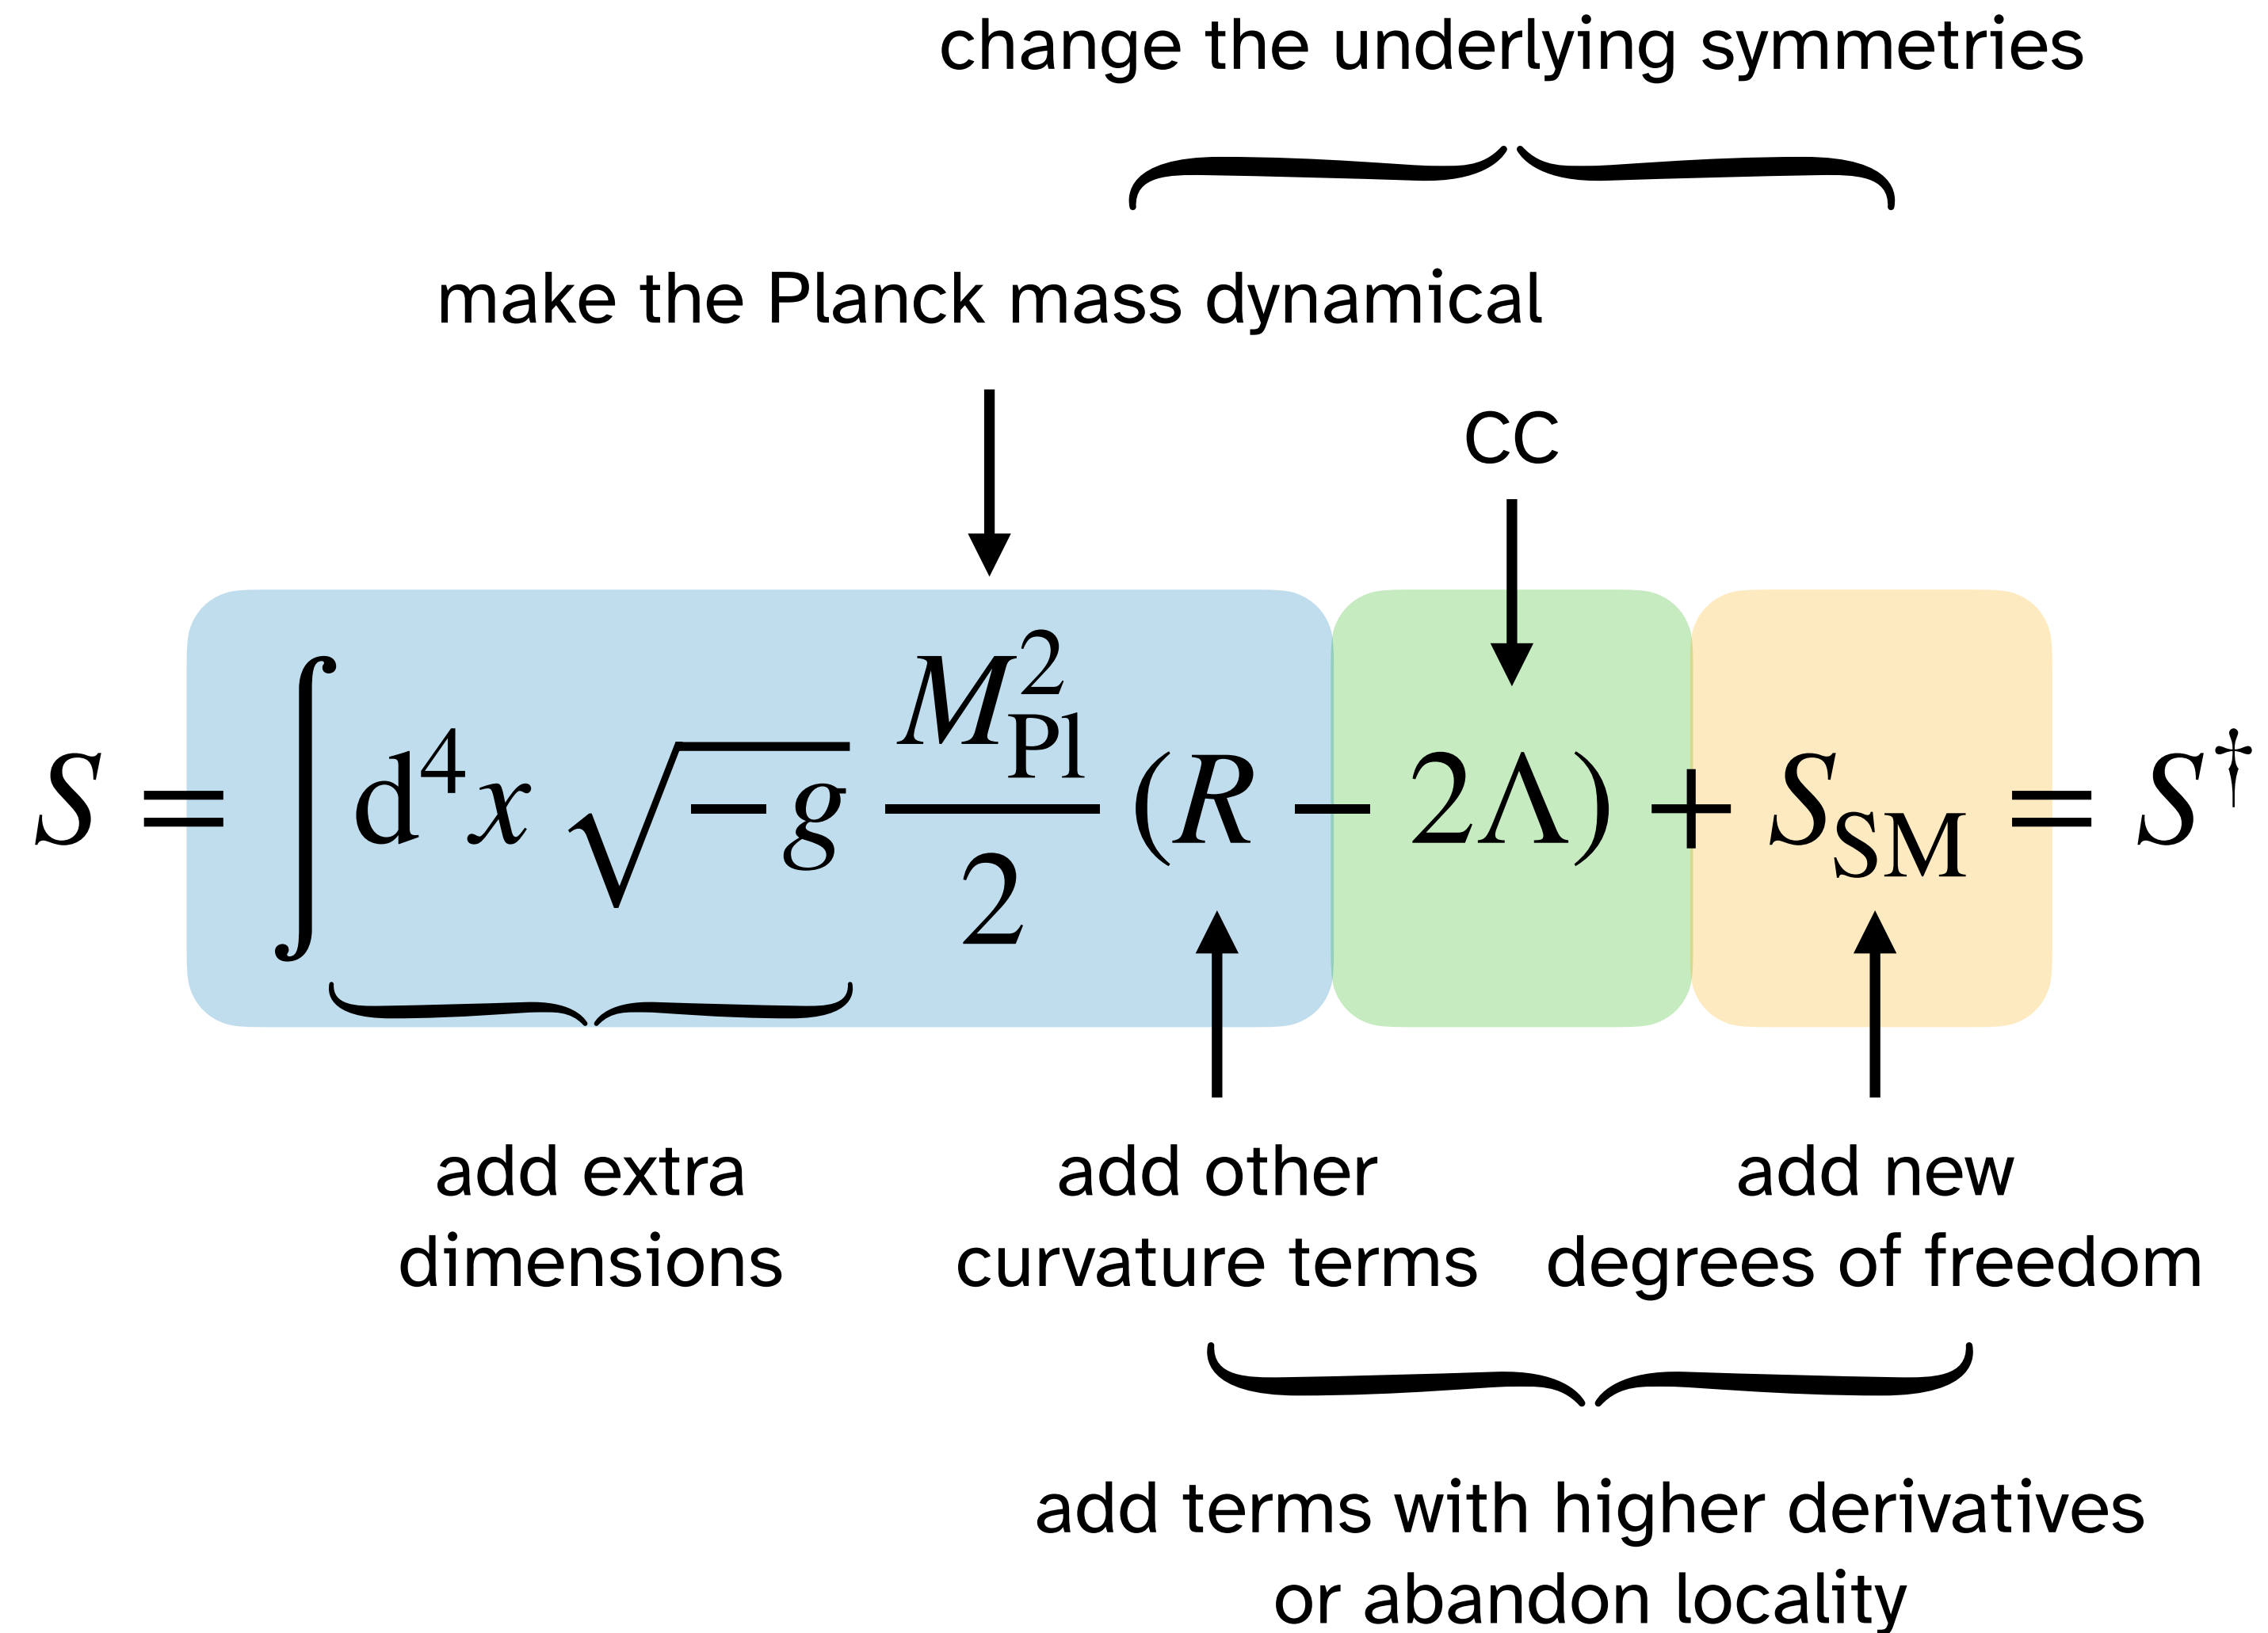 change the underlying symmetries
make the Planck mass dynamical
CC
S = ∫ d⁴x √−g M²_Pl/2 (R − 2Λ) + S_SM = S†
add extra
dimensions
add other
curvature terms
add new
degrees of freedom
add terms with higher derivatives
or abandon locality